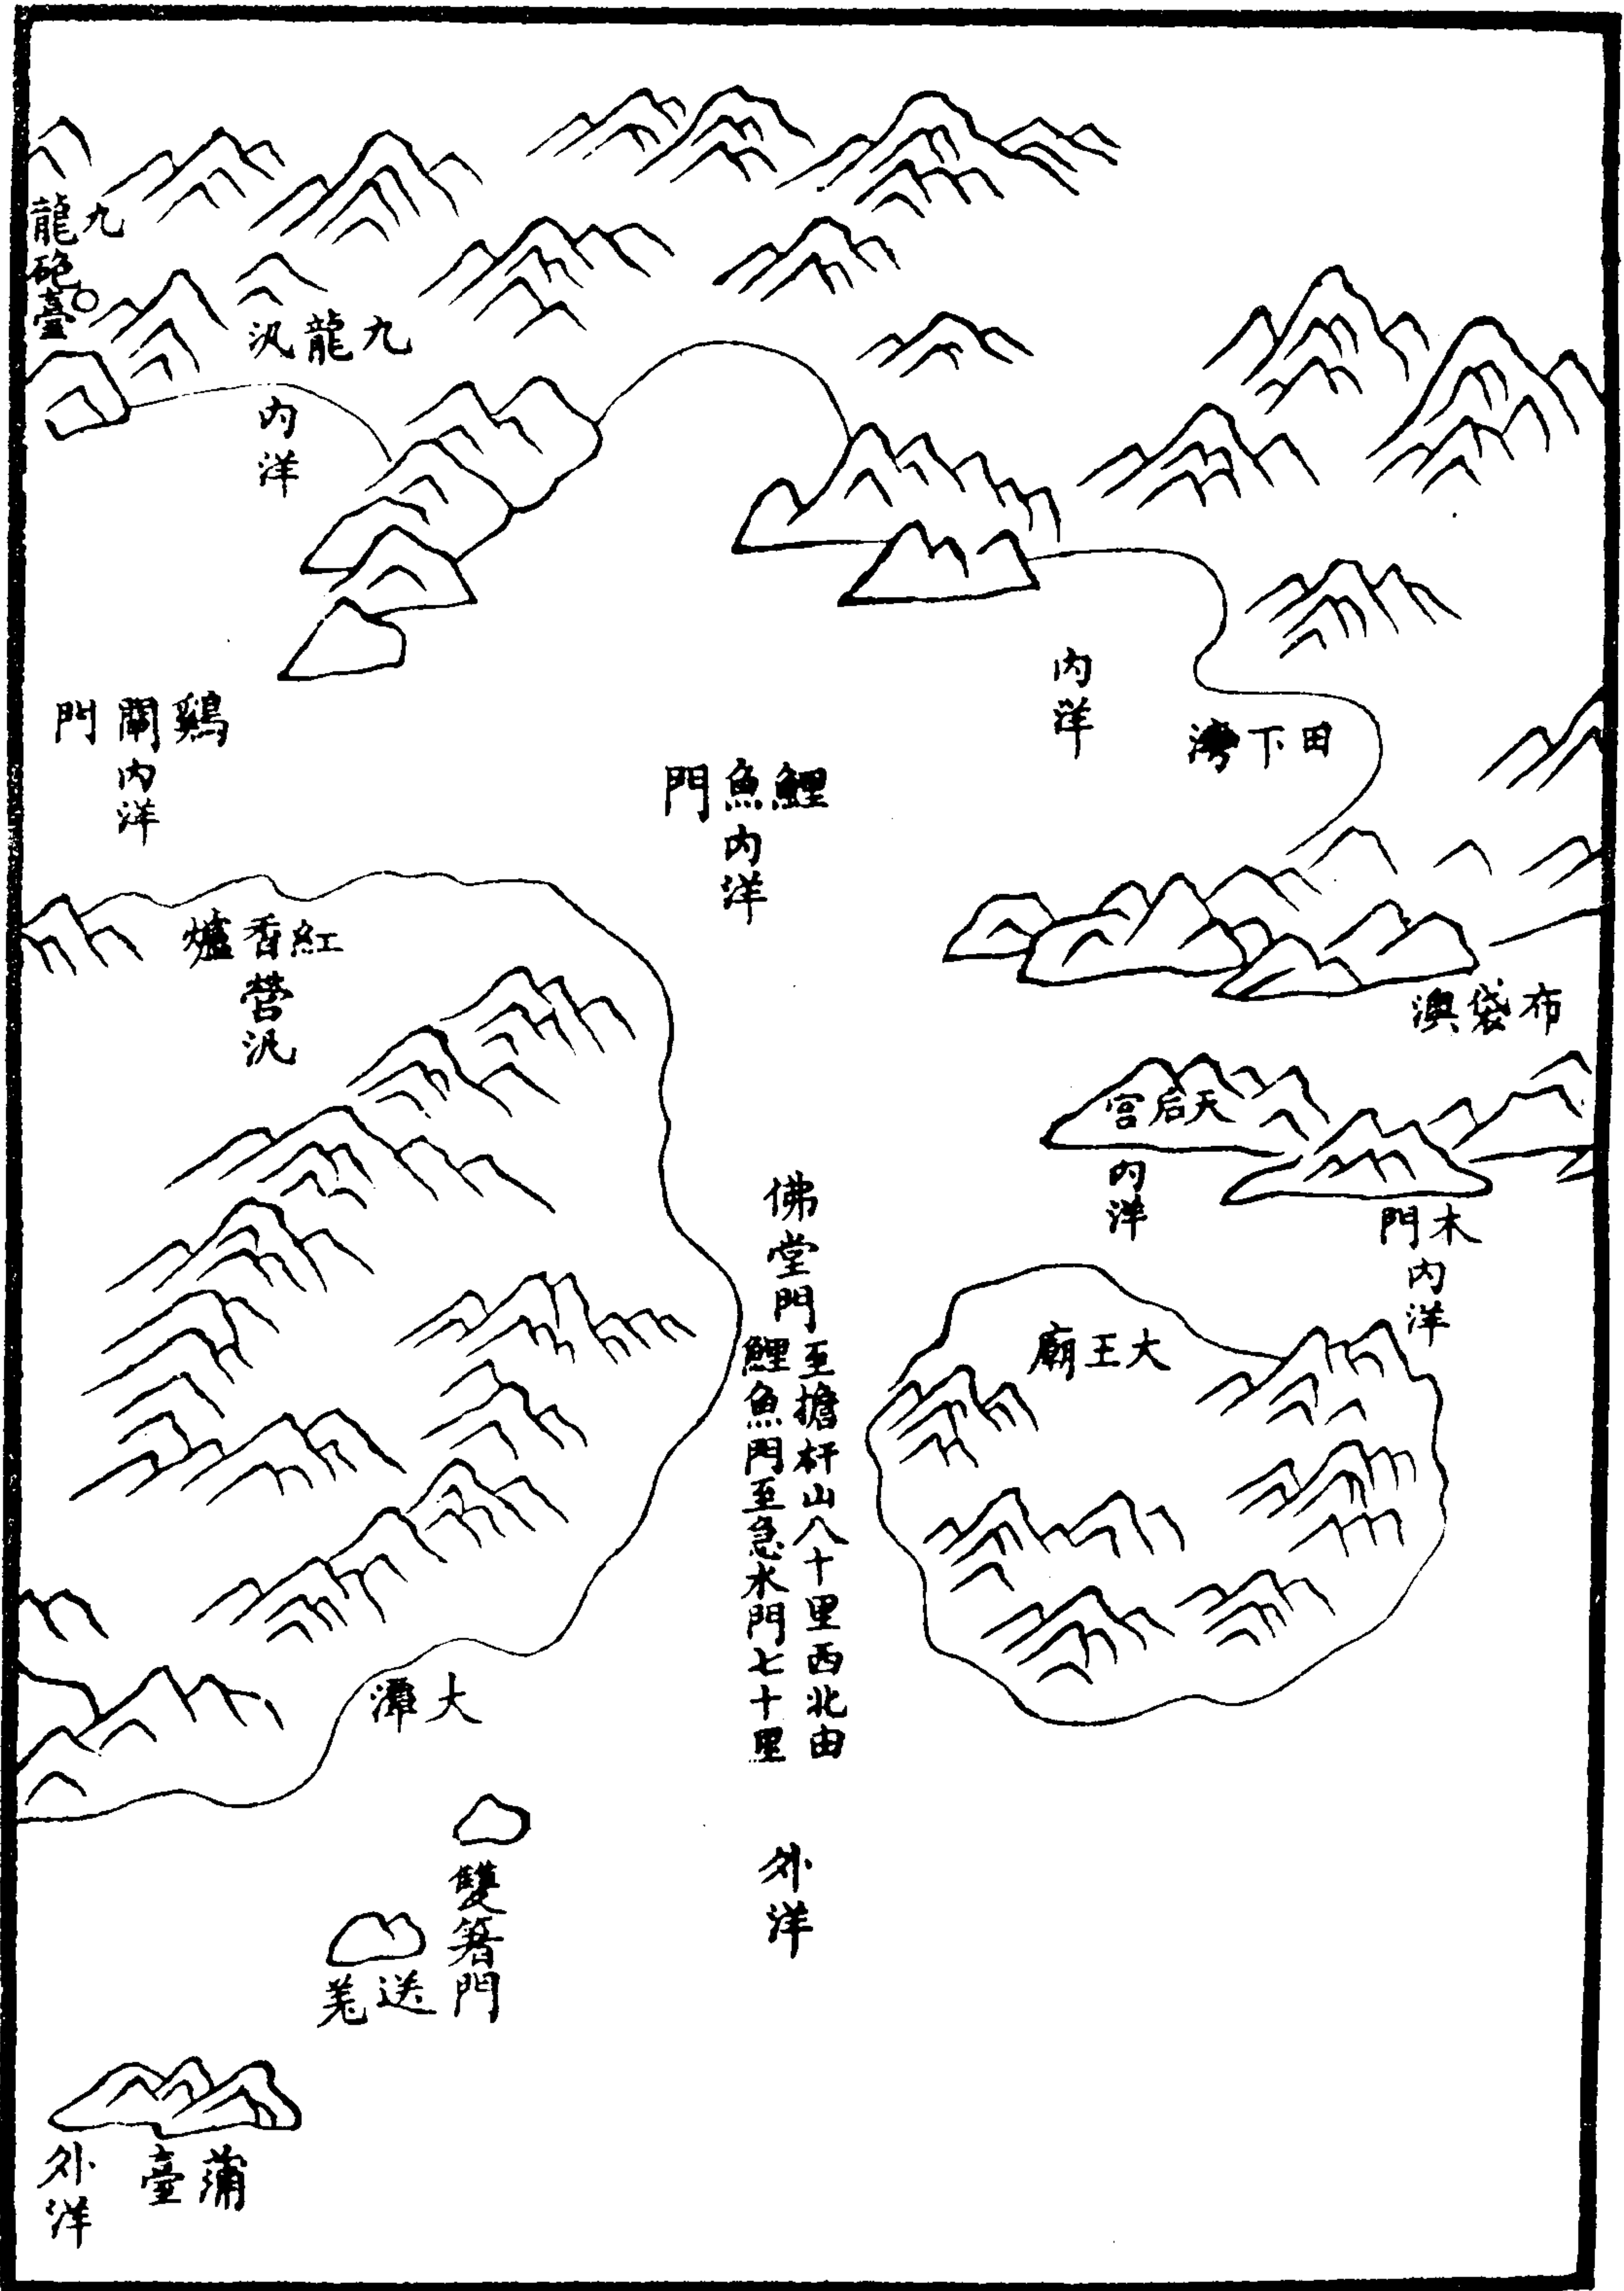 九龍砲臺
九龍汛
內洋
鷄關門
內洋
鯉魚門
內洋
內洋
田下灣
布袋澳
天后宮
內洋
木門
內洋
紅香爐
營汛
佛堂門
至擔杆山八十里西北由
鯉魚門至急水門七十里
大王廟
大潭
雙箸門
送羗
外洋
蒲臺
外洋